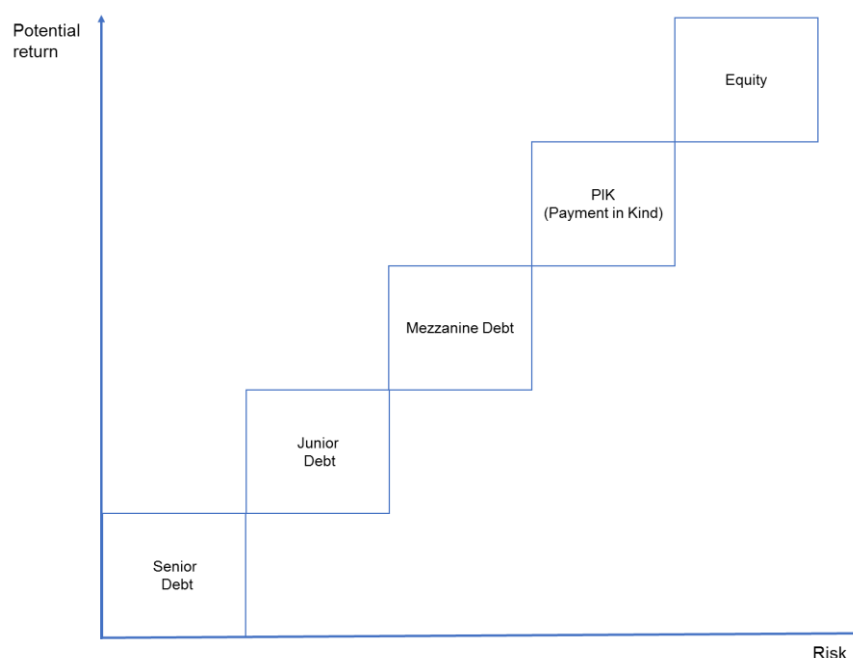 Potential
return
Equity
PIK
(Payment in Kind)
Mezzanine Debt
Junior
Debt
Senior
Debt
Risk